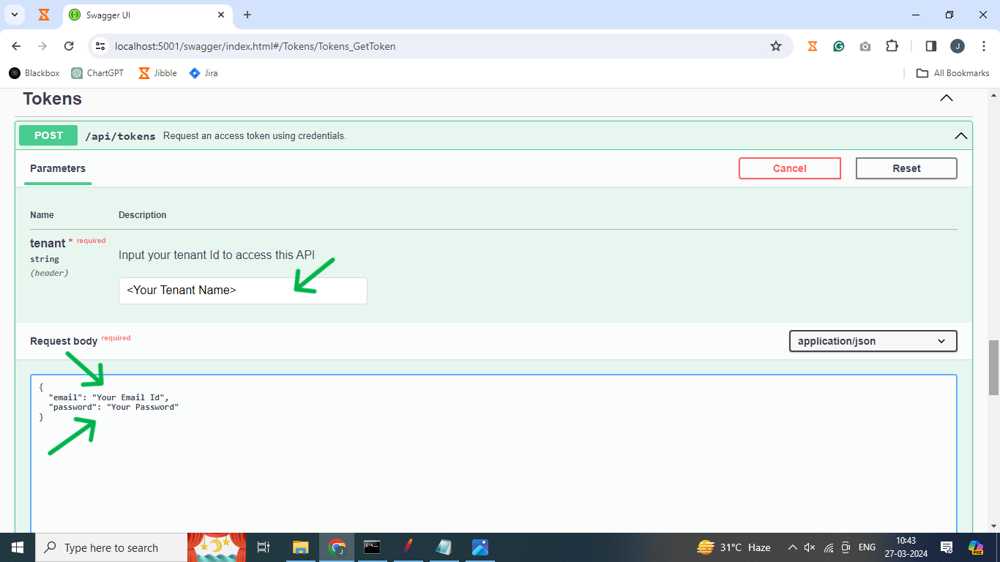 Swagger UI
localhost:5001/swagger/index.html#/Tokens/Tokens_GetToken
J
Blackbox
ChartGPT
Jibble
Jira
All Bookmarks
Tokens
POST /api/tokens Request an access token using credentials.
Parameters
Cancel
Reset
Name Description
tenant * required
string
(header)
Input your tenant Id to access this API
<Your Tenant Name>
Request body required
application/json
{
"email": "Your Email Id",
"password": "Your Password"
}
Type here to search
J
31°C Haze
ENG
10:43
27-03-2024
PRE